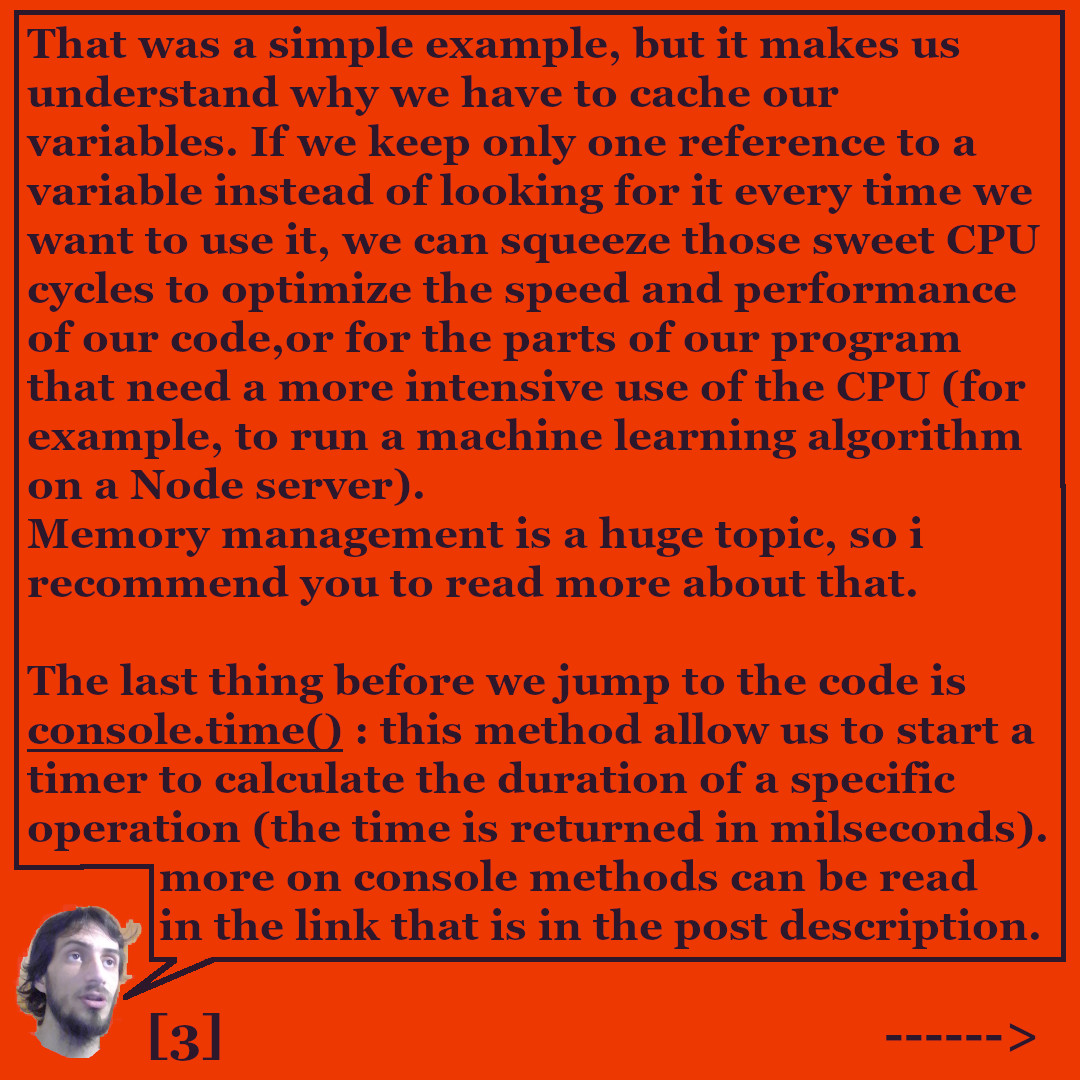 That was a simple example, but it makes us
understand why we have to cache our
variables. If we keep only one reference to a
variable instead of looking for it every time we
want to use it, we can squeeze those sweet CPU
cycles to optimize the speed and performance
of our code,or for the parts of our program
that need a more intensive use of the CPU (for
example, to run a machine learning algorithm
on a Node server).
Memory management is a huge topic, so i
recommend you to read more about that.
The last thing before we jump to the code is
console.time() : this method allow us to start a
timer to calculate the duration of a specific
operation (the time is returned in milseconds).
more on console methods can be read
in the link that is in the post description.
[3]
------>